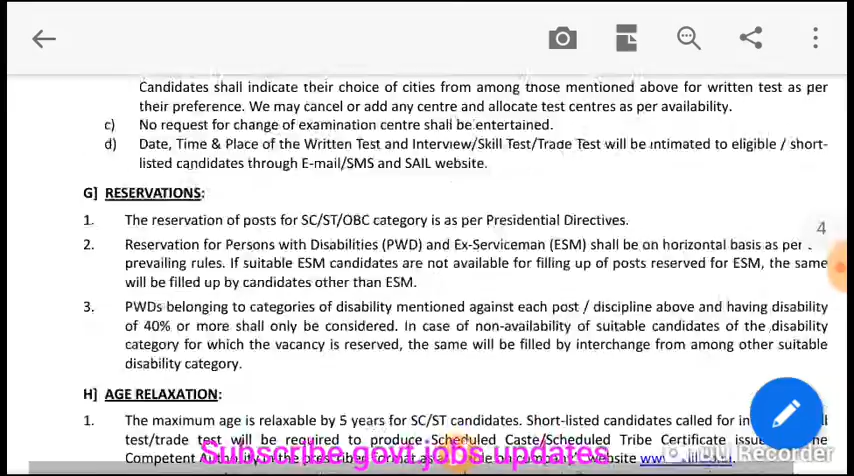 Candidates shall indicate their choice of cities from among those mentioned above for written test as per
their preference. We may cancel or add any centre and allocate test centres as per availability.
c) No request for change of examination centre shall be entertained.
d) Date, Time & Place of the Written Test and Interview/Skill Test/Trade Test will be intimated to eligible / short-
listed candidates through E-mail/SMS and SAIL website.
G] RESERVATIONS:
1. The reservation of posts for SC/ST/OBC category is as per Presidential Directives.
4
2. Reservation for Persons with Disabilities (PWD) and Ex-Serviceman (ESM) shall be on horizontal basis as per
prevailing rules. If suitable ESM candidates are not available for filling up of posts reserved for ESM, the same
will be filled up by candidates other than ESM.
3. PWDs belonging to categories of disability mentioned against each post / discipline above and having disability
of 40% or more shall only be considered. In case of non-availability of suitable candidates of the disability
category for which the vacancy is reserved, the same will be filled by interchange from among other suitable
disability category.
H] AGE RELAXATION:
1. The maximum age is relaxable by 5 years for SC/ST candidates. Short-listed candidates called for
test/trade test will be required to produce Scheduled Caste/Scheduled Tribe Certificate
Subscribe govt jobs updates
Competent Authority in the prescribed format website
Recorder